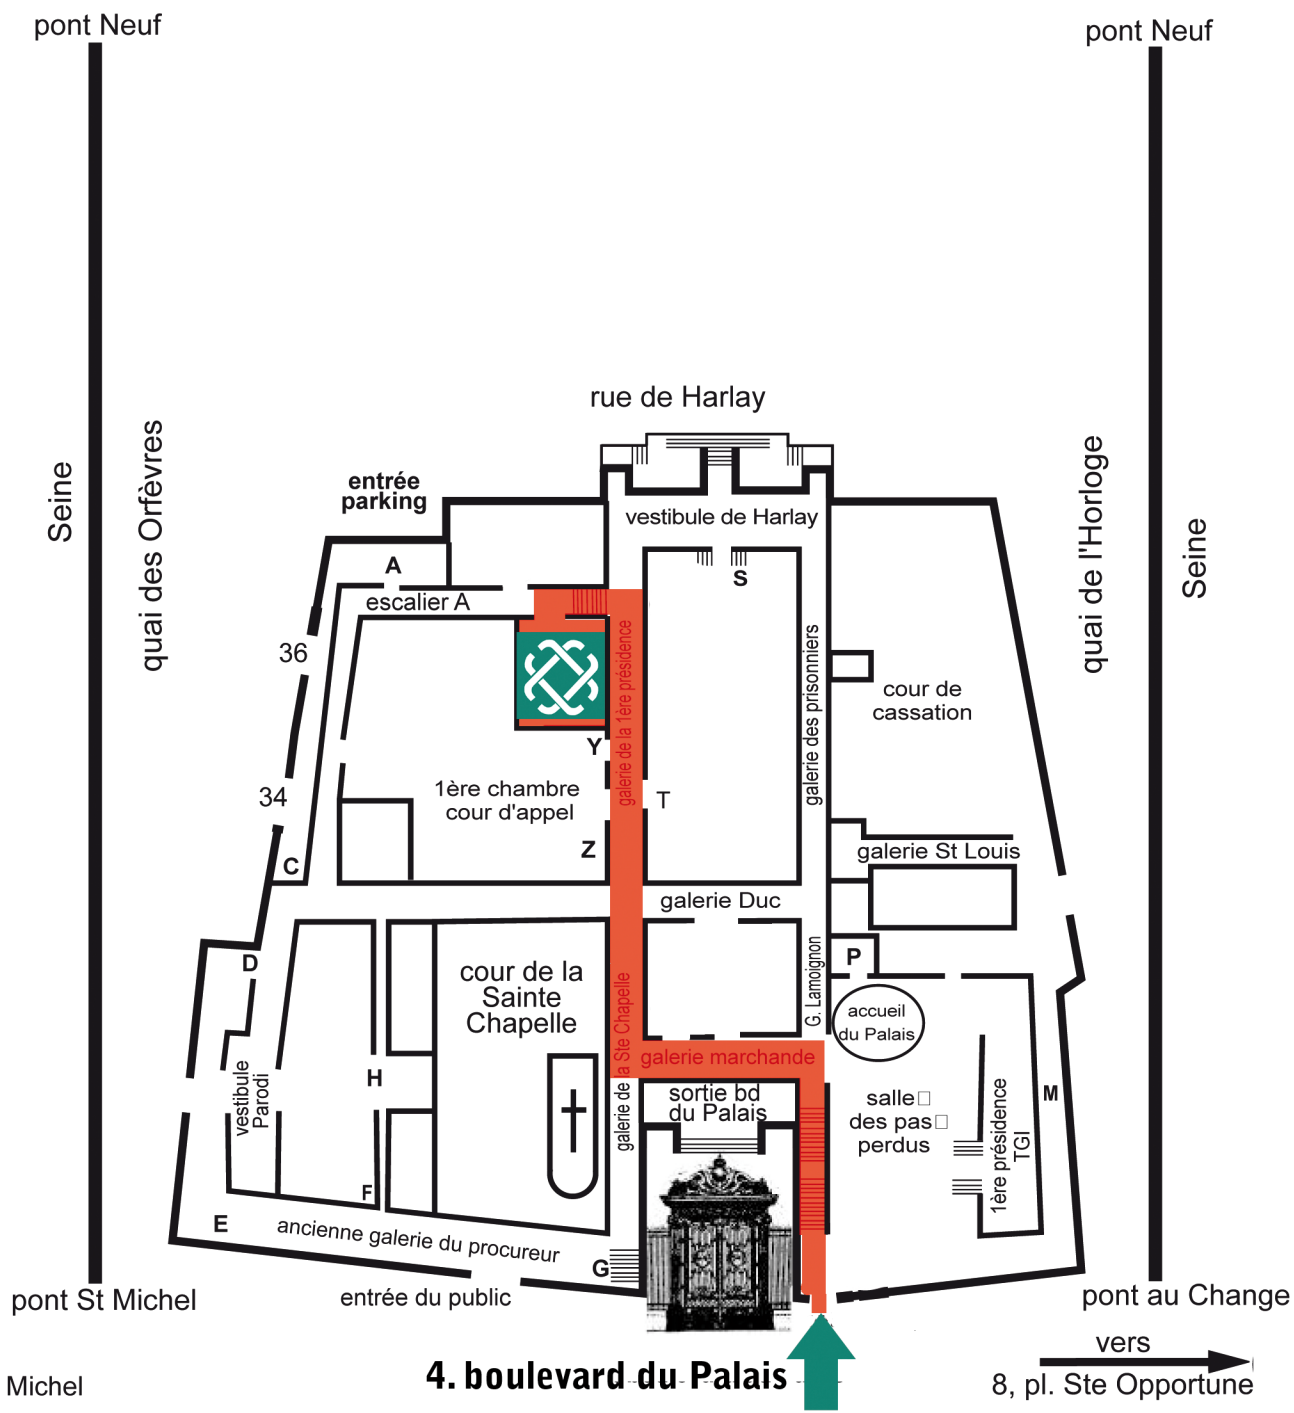 pont Neuf
pont Neuf
rue de Harlay
Seine
quai des Orfèvres
entrée
parking
quai de l'Horloge
Seine
vestibule de Harlay
A
S
escalier A
36
galerie de la 1ère présidence
galerie des prisonniers
cour de
cassation
Y
1ère chambre
cour d'appel
34
T
Z
C
galerie St Louis
galerie Duc
D
cour de la
Sainte
Chapelle
G. Lamoignon
P
accueil
du Palais
galerie de la Ste Chapelle
galerie marchande
H
vestibule
Parodi
sortie bd
du Palais
salle
des pas
perdus
M
1ère présidence
TGI
F
E
ancienne galerie du procureur
G
entrée du public
pont St Michel
pont au Change
vers
8, pl. Ste Opportune
4. boulevard du Palais
Michel